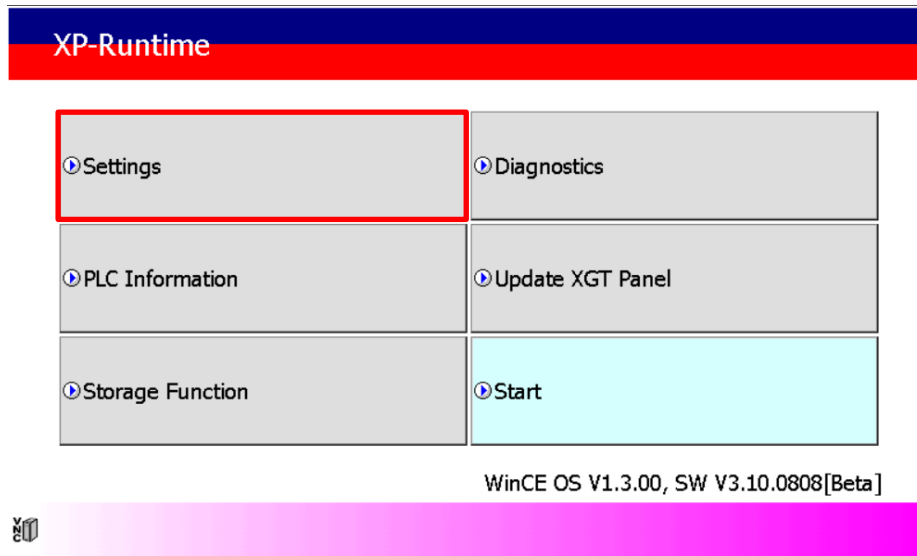 XP-Runtime
Settings
Diagnostics
PLC Information
Update XGT Panel
Storage Function
Start
WinCE OS V1.3.00, SW V3.10.0808[Beta]
VNC